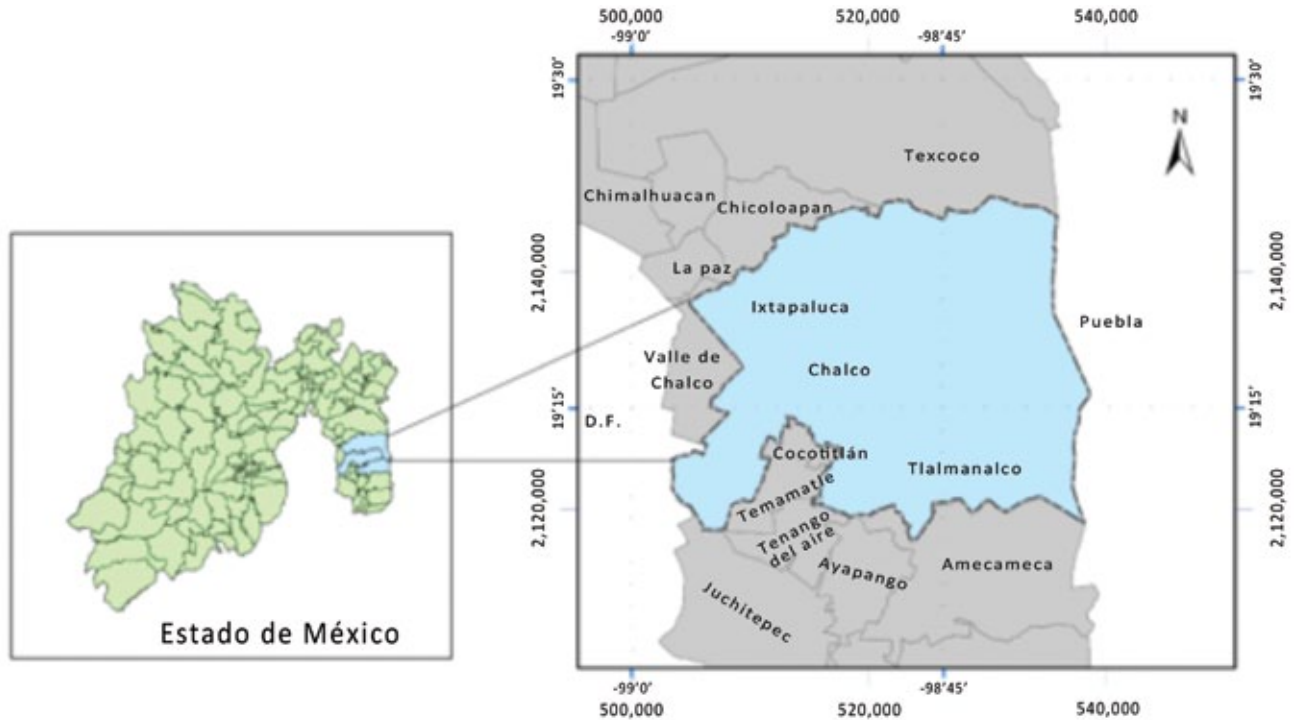 500,000
520,000
540,000
-99°0'
-98°45'
19°30'
19°30'
N
Texcoco
Chimalhuacan
Chicoloapan
La paz
2,140,000
2,140,000
Ixtapaluca
Puebla
Valle de
Chalco
Chalco
19°15'
19°15'
D.F.
Cocotitlán
Tlalmanalco
Temamatle
2,120,000
2,120,000
Tenango
del aire
Ayapango
Amecameca
Juchitepec
Estado de México
-99°0'
-98°45'
500,000
520,000
540,000